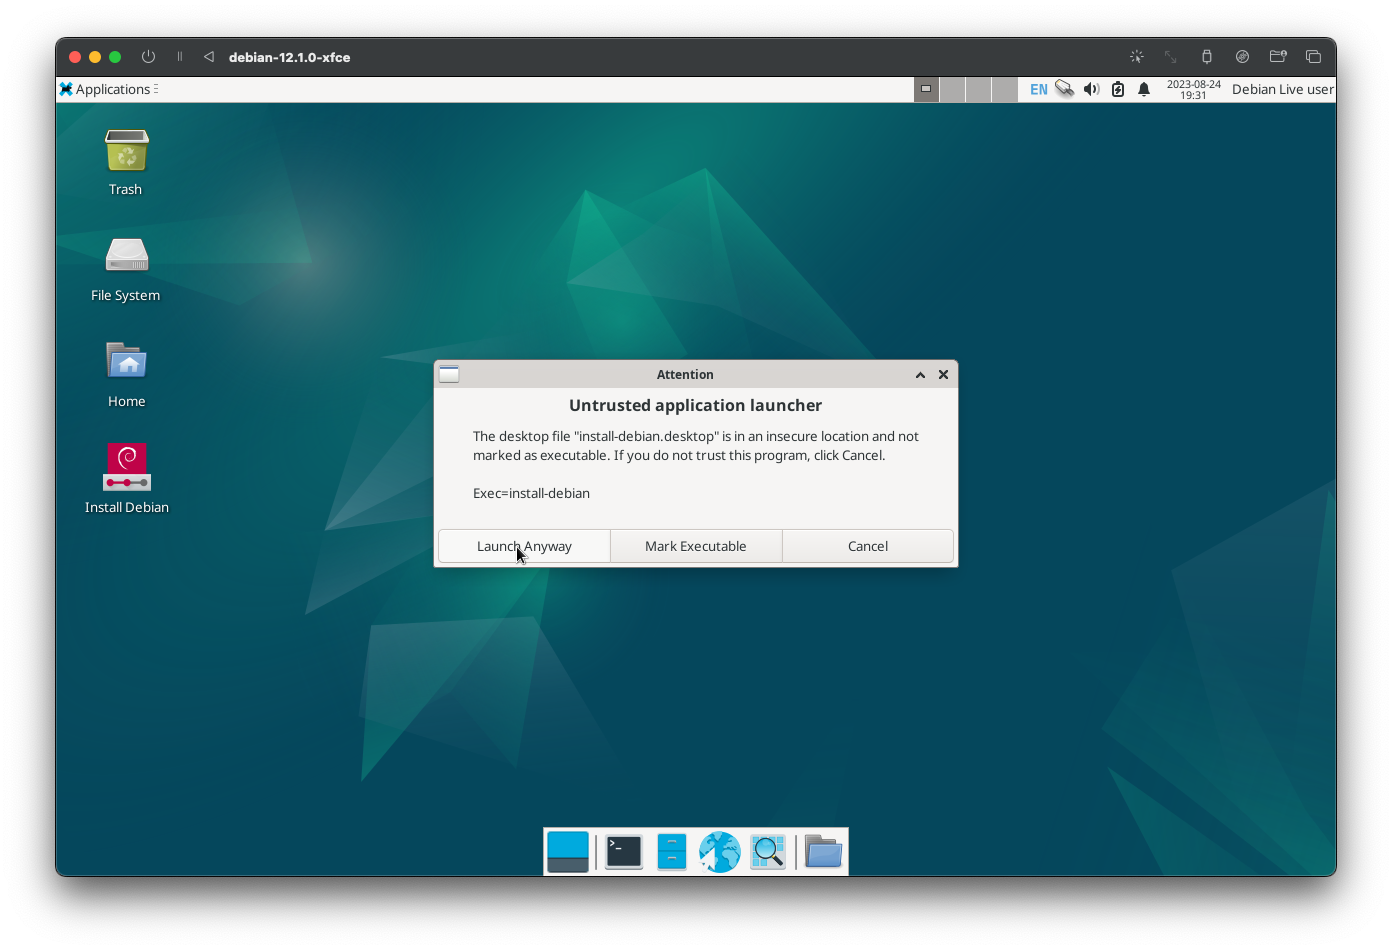 debian-12.1.0-xfce
Applications
EN
2023-08-24
19:31
Debian Live user
Trash
File System
Home
Install Debian
Attention
Untrusted application launcher
The desktop file "install-debian.desktop" is in an insecure location and not
marked as executable. If you do not trust this program, click Cancel.
Exec=install-debian
Launch Anyway
Mark Executable
Cancel